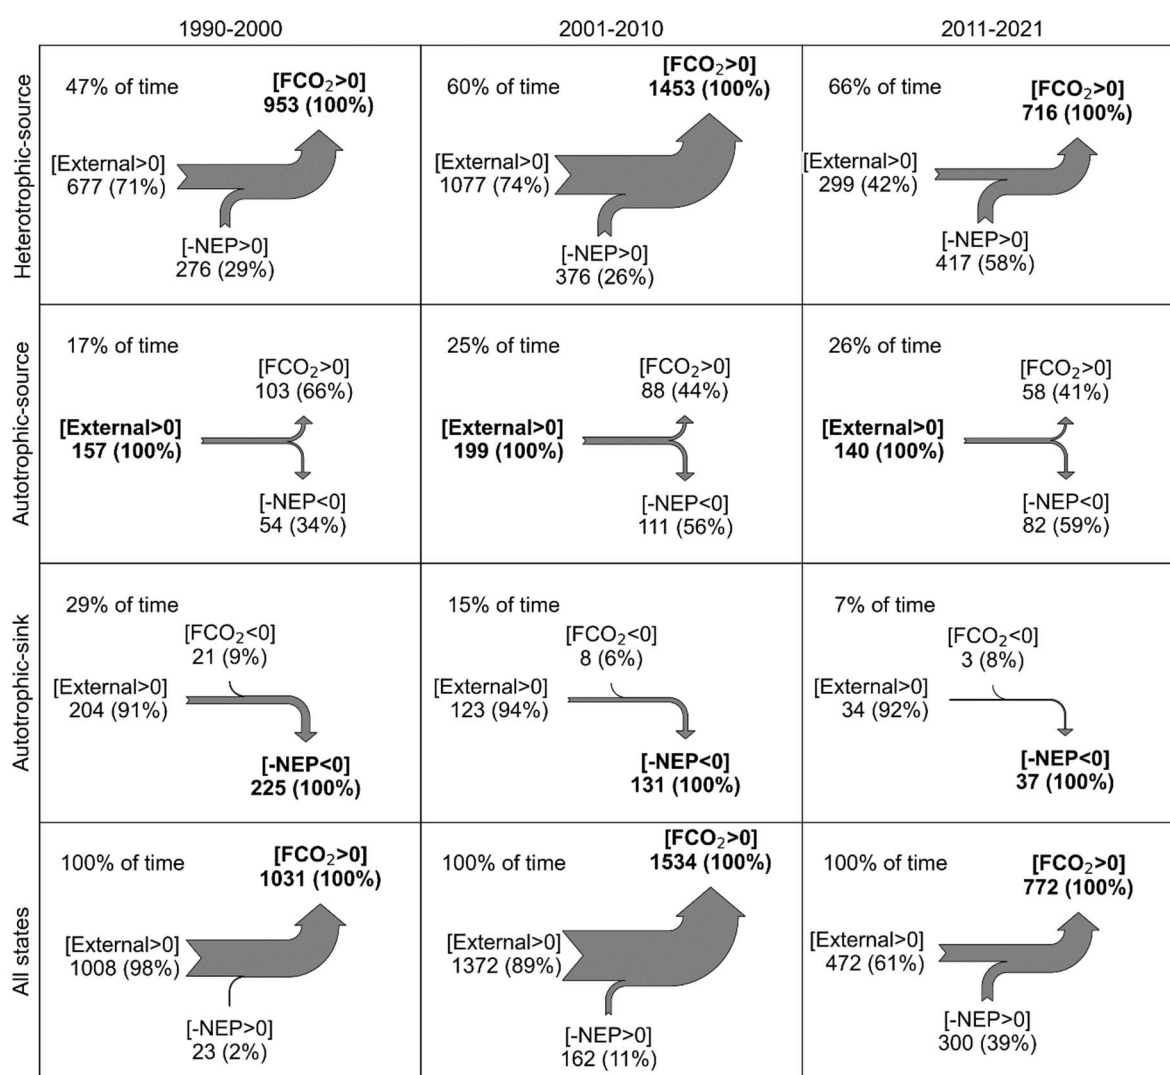 1990-2000
2001-2010
2011-2021
Heterotrophic-source
47% of time
[FCO₂>0]
953 (100%)
[External>0]
677 (71%)
[-NEP>0]
276 (29%)
60% of time
[FCO₂>0]
1453 (100%)
[External>0]
1077 (74%)
[-NEP>0]
376 (26%)
66% of time
[FCO₂>0]
716 (100%)
[External>0]
299 (42%)
[-NEP>0]
417 (58%)
Autotrophic-source
17% of time
[FCO₂>0]
103 (66%)
[External>0]
157 (100%)
[-NEP<0]
54 (34%)
25% of time
[FCO₂>0]
88 (44%)
[External>0]
199 (100%)
[-NEP<0]
111 (56%)
26% of time
[FCO₂>0]
58 (41%)
[External>0]
140 (100%)
[-NEP<0]
82 (59%)
Autotrophic-sink
29% of time
[FCO₂<0]
21 (9%)
[External>0]
204 (91%)
[-NEP<0]
225 (100%)
15% of time
[FCO₂<0]
8 (6%)
[External>0]
123 (94%)
[-NEP<0]
131 (100%)
7% of time
[FCO₂<0]
3 (8%)
[External>0]
34 (92%)
[-NEP<0]
37 (100%)
All states
100% of time
[FCO₂>0]
1031 (100%)
[External>0]
1008 (98%)
[-NEP>0]
23 (2%)
100% of time
[FCO₂>0]
1534 (100%)
[External>0]
1372 (89%)
[-NEP>0]
162 (11%)
100% of time
[FCO₂>0]
772 (100%)
[External>0]
472 (61%)
[-NEP>0]
300 (39%)